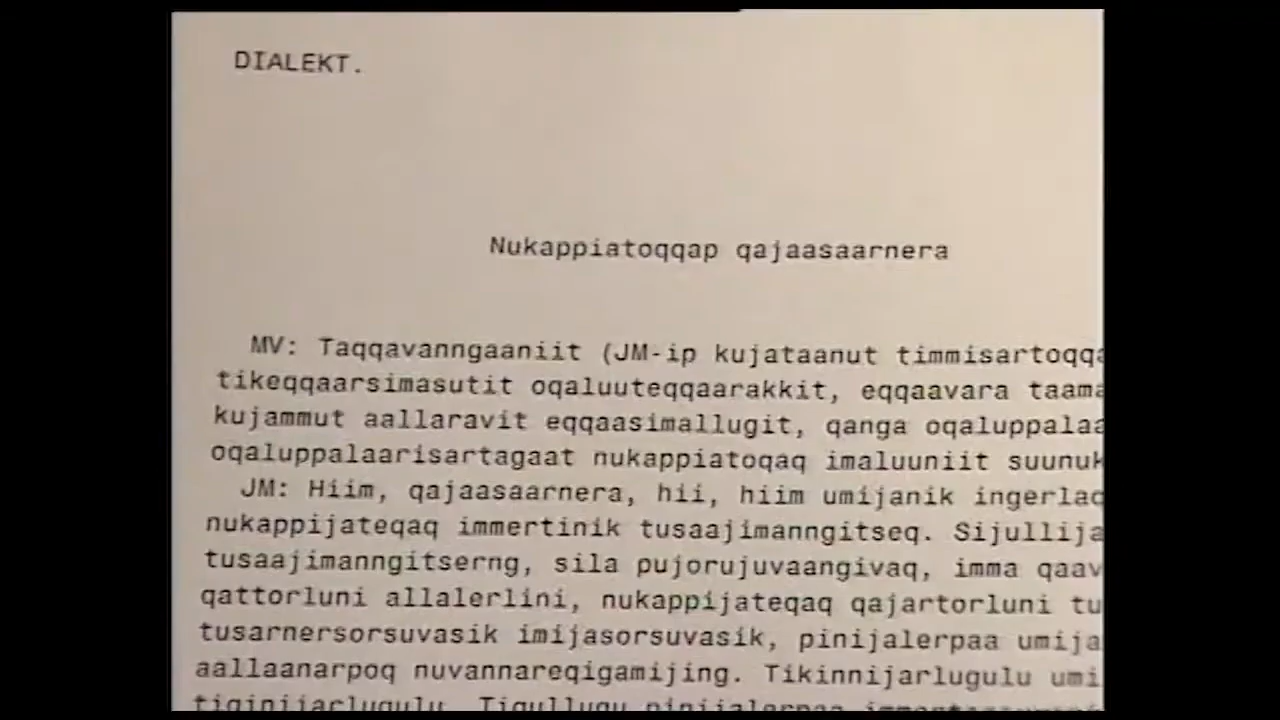 DIALEKT.
Nukappiatoqqap qajaasaarnera
MV: Taqqavanngaaniit (JM-ip kujataanut timmisartoqqa
tikeqqaarsimasutit oqaluuteqqaarakkit, eqqaavara taama
kujammut aallaravit eqqaasimallugit, qanga oqaluppalaa
oqaluppalaarisartagaat nukappiatoqaq imaluuniit suunuk
JM: Hiim, qajaasaarnera, hii, hiim umijanik ingerlaq
nukappijateqaq immertinik tusaajimanngitseq. Sijullija
tusaajimanngitserng, sila pujorujuvaangivaq, imma qaav
qattorluni allalerlini, nukappijateqaq qajartorluni tu
tusarnersorsuvasik imijasorsuvasik, pinijalerpaa umija
aallaanarpoq nuvannareqigamijing. Tikinnijarlugulu umi